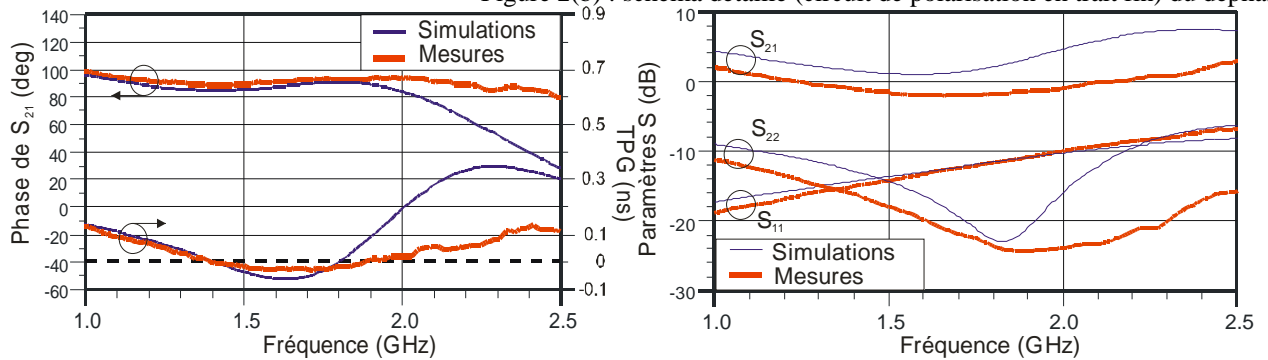 Figure 2(b) : schéma détaillé (circuit de polarisation en trait fin) du dépha
140
120
100
80
60
40
20
0
-20
-40
-60
Phase de S21 (deg)
Simulations
Mesures
0.9
0.7
0.5
0.3
0.1
0
-0.1
TPG (ns)
1.0
1.5
2.0
2.5
Fréquence (GHz)
10
0
-10
-20
-30
Paramètres S (dB)
S21
S22
S11
Simulations
Mesures
1.0
1.5
2.0
2.5
Fréquence (GHz)